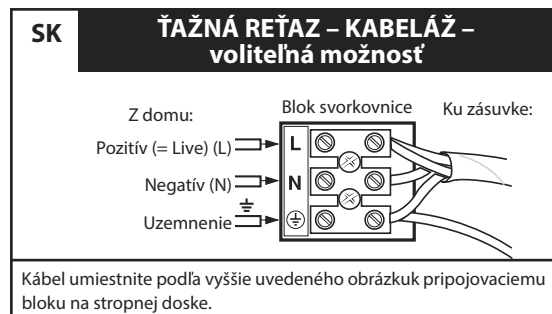 SK
ŤAŽNÁ REŤAZ – KABELÁŽ –
voliteľná možnosť
Z domu:
Blok svorkovnice
Ku zásuvke:
Pozitív (= Live) (L)
L
Negatív (N)
N
Uzemnenie
Kábel umiestnite podľa vyššie uvedeného obrázkuk pripojovaciemu
bloku na stropnej doske.